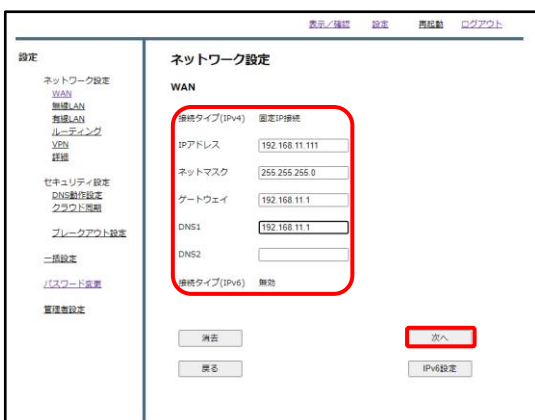 表示/確認 設定 再起動 ログアウト
設定
ネットワーク設定
WAN
無線LAN
有線LAN
ルーティング
VPN
詳細
セキュリティ設定
DNS動作設定
クラウド同期
ブレークアウト設定
一括設定
パスワード変更
管理者設定
ネットワーク設定
WAN
接続タイプ(IPv4) 固定IP接続
IPアドレス 192.168.11.111
ネットマスク 255.255.255.0
ゲートウェイ 192.168.11.1
DNS1 192.168.11.1
DNS2
接続タイプ(IPv6) 無効
消去 次へ
戻る IPv6設定